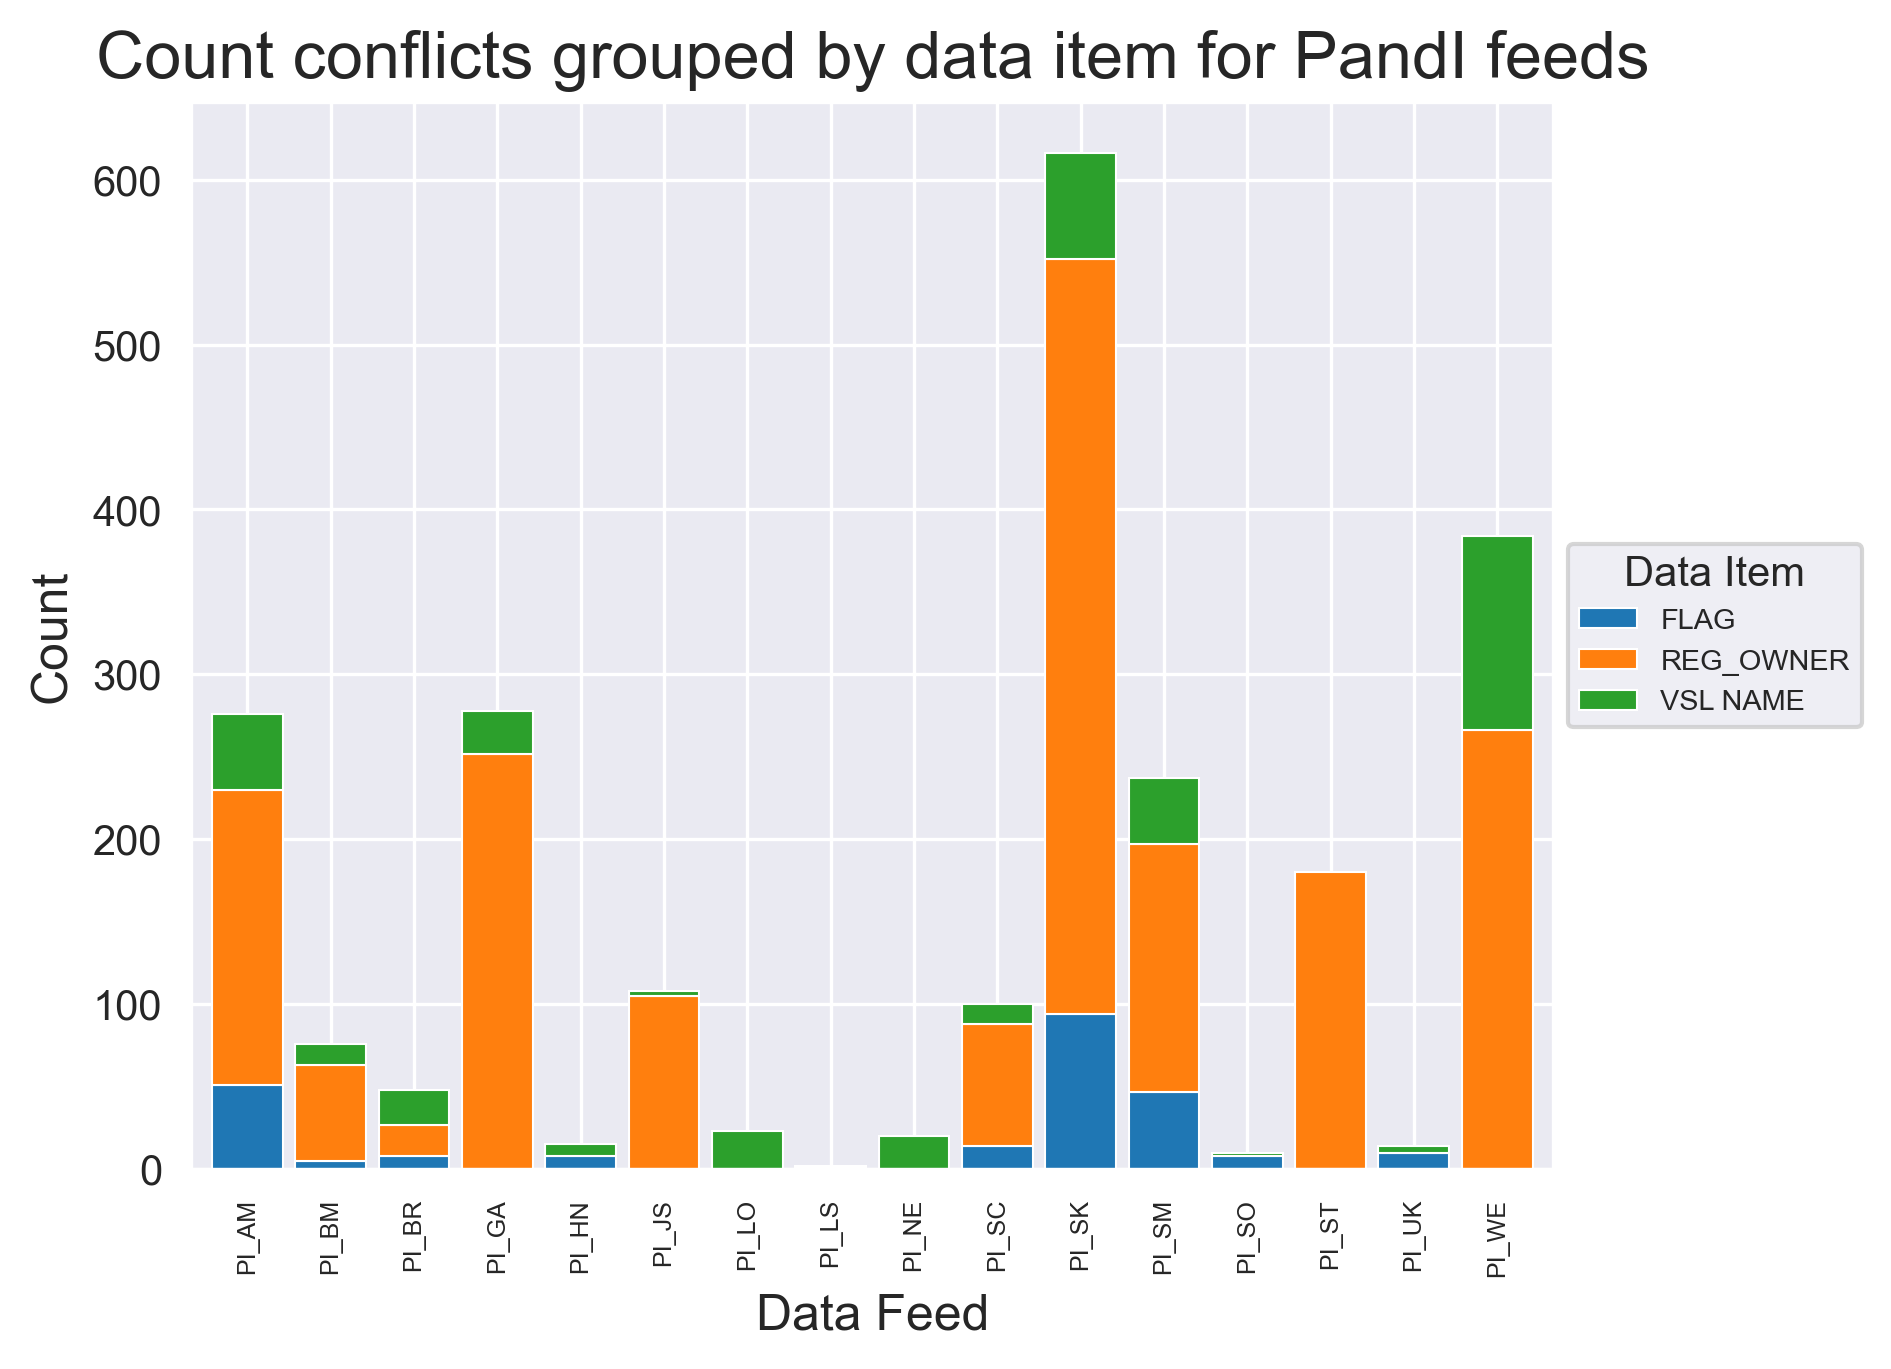 Count conflicts grouped by data item for PandI feeds
600
500
400
300
200
100
0
Count
PI_AM
PI_BM
PI_BR
PI_GA
PI_HN
PI_JS
PI_LO
PI_LS
PI_NE
PI_SC
PI_SK
PI_SM
PI_SO
PI_ST
PI_UK
PI_WE
Data Feed
Data Item
FLAG
REG_OWNER
VSL NAME